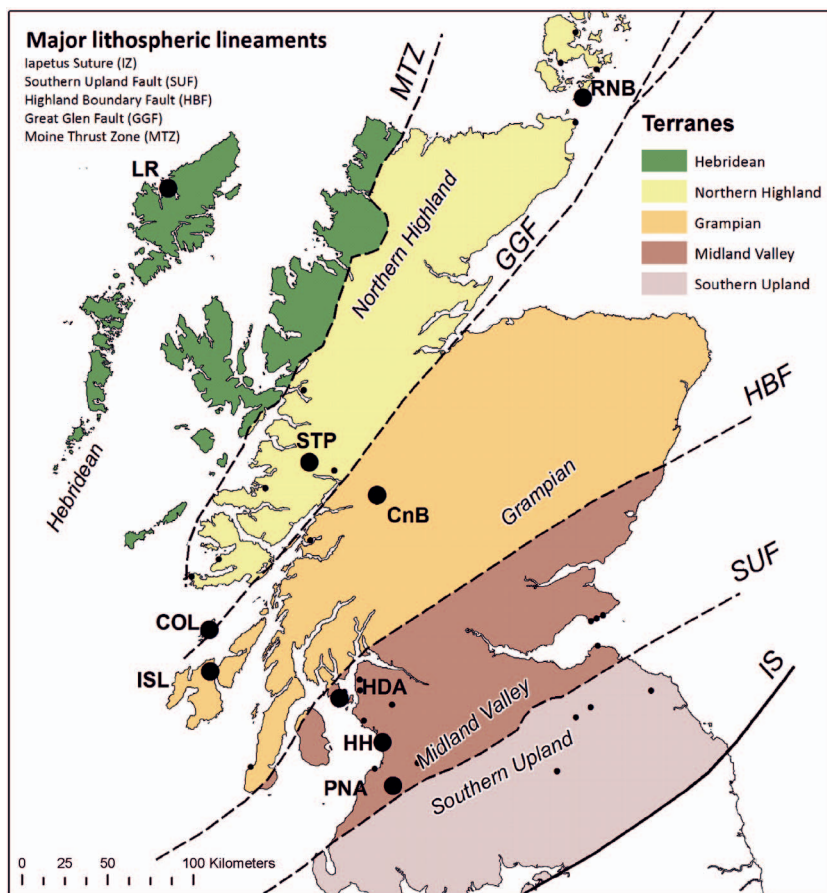 Major lithospheric lineaments
Iapetus Suture (IZ)
Southern Upland Fault (SUF)
Highland Boundary Fault (HBF)
Great Glen Fault (GGF)
Moine Thrust Zone (MTZ)
MTZ
RNB
Terranes
Hebridean
Northern Highland
Grampian
Midland Valley
Southern Upland
LR
Northern Highland
GGF
HBF
STP
Hebridean
CnB
Grampian
SUF
COL
ISL
IS
HDA
HH
Midland Valley
PNA
Southern Upland
0 25 50 100 Kilometers